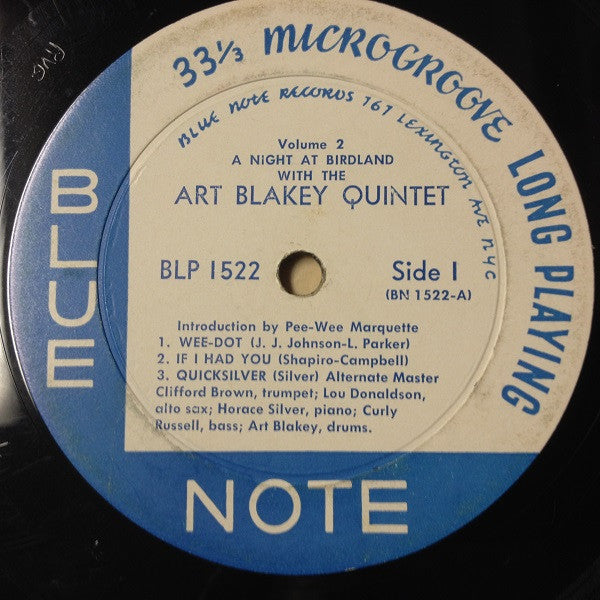 33⅓ MICROGROOVE LONG PLAYING
BLUE NOTE RECORDS 767 LEXINGTON AVE NYC
Volume 2
A NIGHT AT BIRDLAND
WITH THE
ART BLAKEY QUINTET
BLP 1522
Side 1
(BN 1522-A)
Introduction by Pee-Wee Marquette
1. WEE-DOT (J. J. Johnson-L. Parker)
2. IF I HAD YOU (Shapiro-Campbell)
3. QUICKSILVER (Silver) Alternate Master
Clifford Brown, trumpet; Lou Donaldson,
alto sax; Horace Silver, piano; Curly
Russell, bass; Art Blakey, drums.
BLUE
NOTE